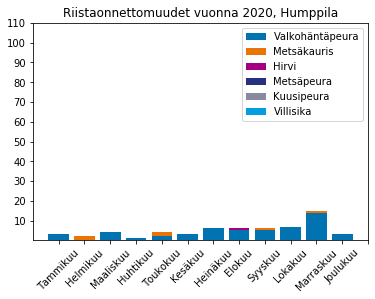 Riistaonnettomuudet vuonna 2020, Humppila
110
100
90
80
70
60
50
40
30
20
10
Valkohäntäpeura
Metsäkauris
Hirvi
Metsäpeura
Kuusipeura
Villisika
Tammikuu
Helmikuu
Maaliskuu
Huhtikuu
Toukokuu
Kesäkuu
Heinäkuu
Elokuu
Syyskuu
Lokakuu
Marraskuu
Joulukuu